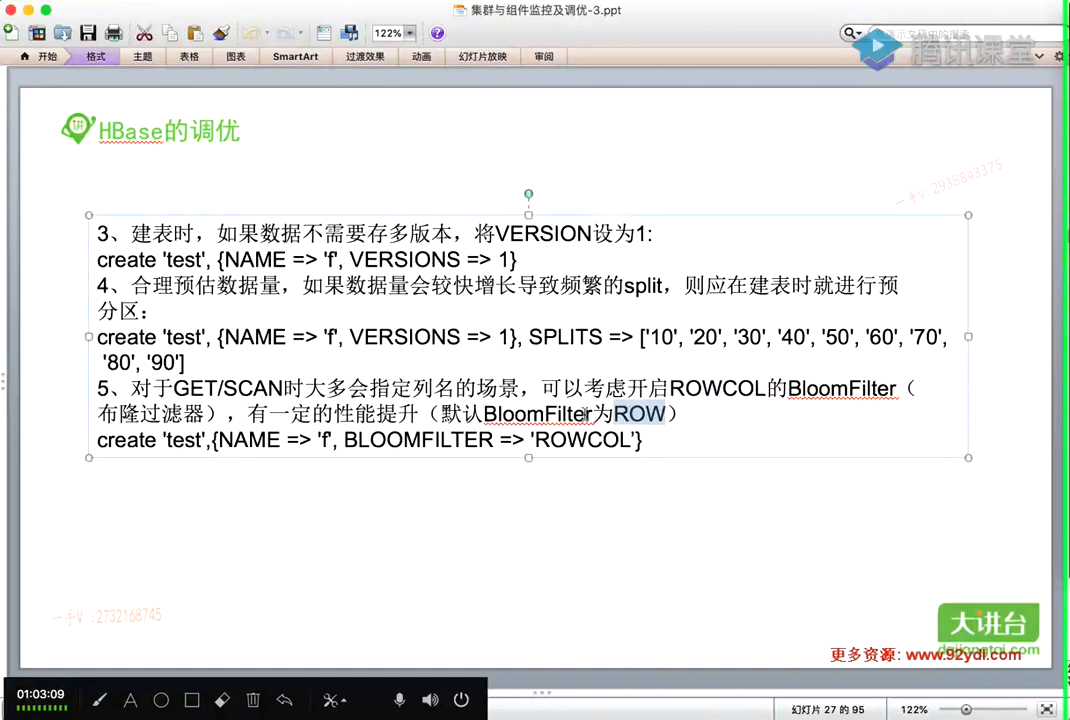 集群与组件监控及调优-3.ppt
122%
腾讯课堂
开始
格式
主题
表格
图表
SmartArt
过渡效果
动画
幻灯片放映
审阅
HBase的调优
一手v:2938843375
3、建表时，如果数据不需要存多版本，将VERSION设为1:
create 'test', {NAME => 'f', VERSIONS => 1}
4、合理预估数据量，如果数据量会较快增长导致频繁的split，则应在建表时就进行预
分区：
create 'test', {NAME => 'f', VERSIONS => 1}, SPLITS => ['10', '20', '30', '40', '50', '60', '70',
'80', '90']
5、对于GET/SCAN时大多会指定列名的场景，可以考虑开启ROWCOL的BloomFilter（
布隆过滤器），有一定的性能提升（默认BloomFilter为ROW）
create 'test',{NAME => 'f', BLOOMFILTER => 'ROWCOL'}
一手V :2732168745
大讲台
dajiangtai.com
更多资源: www.92ydl.com
01:03:09
幻灯片 27 的 95
122%